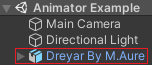 Animator Example
Main Camera
Directional Light
Dreyar By M.Aure